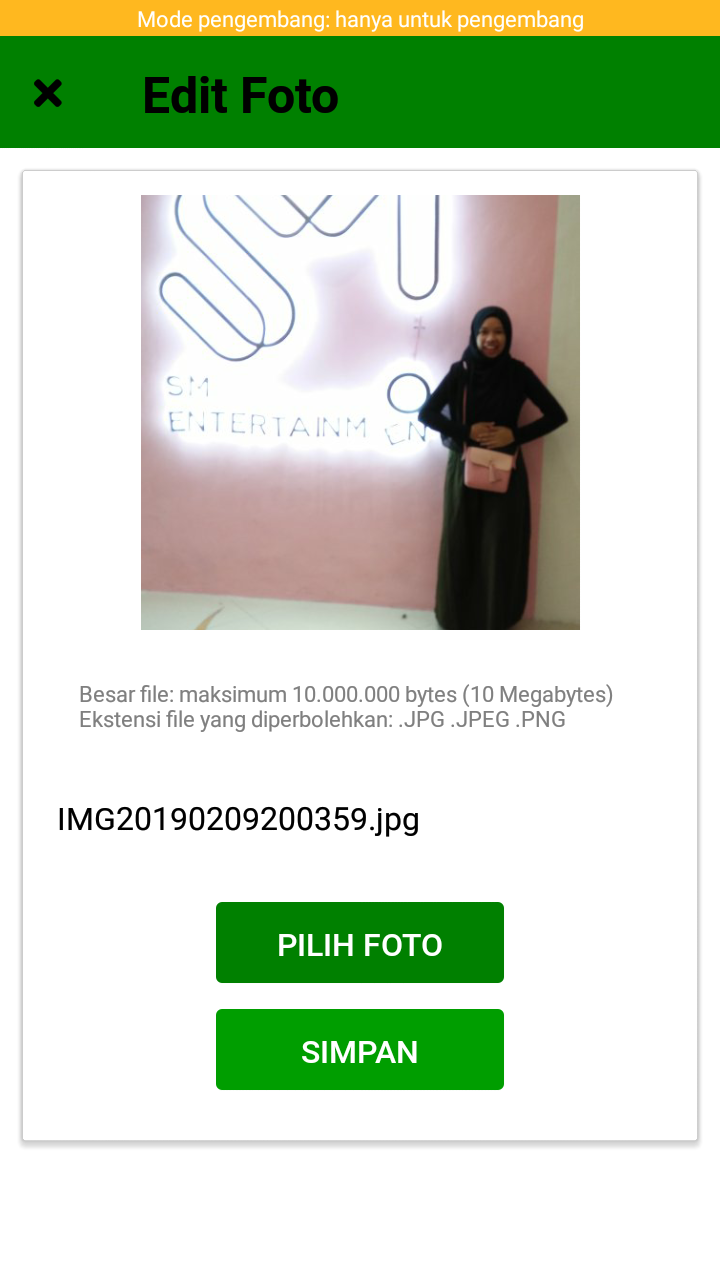 Mode pengembang: hanya untuk pengembang
Edit Foto
SM
ENTERTAINM EN
Besar file: maksimum 10.000.000 bytes (10 Megabytes)
Ekstensi file yang diperbolehkan: .JPG .JPEG .PNG
IMG20190209200359.jpg
PILIH FOTO
SIMPAN